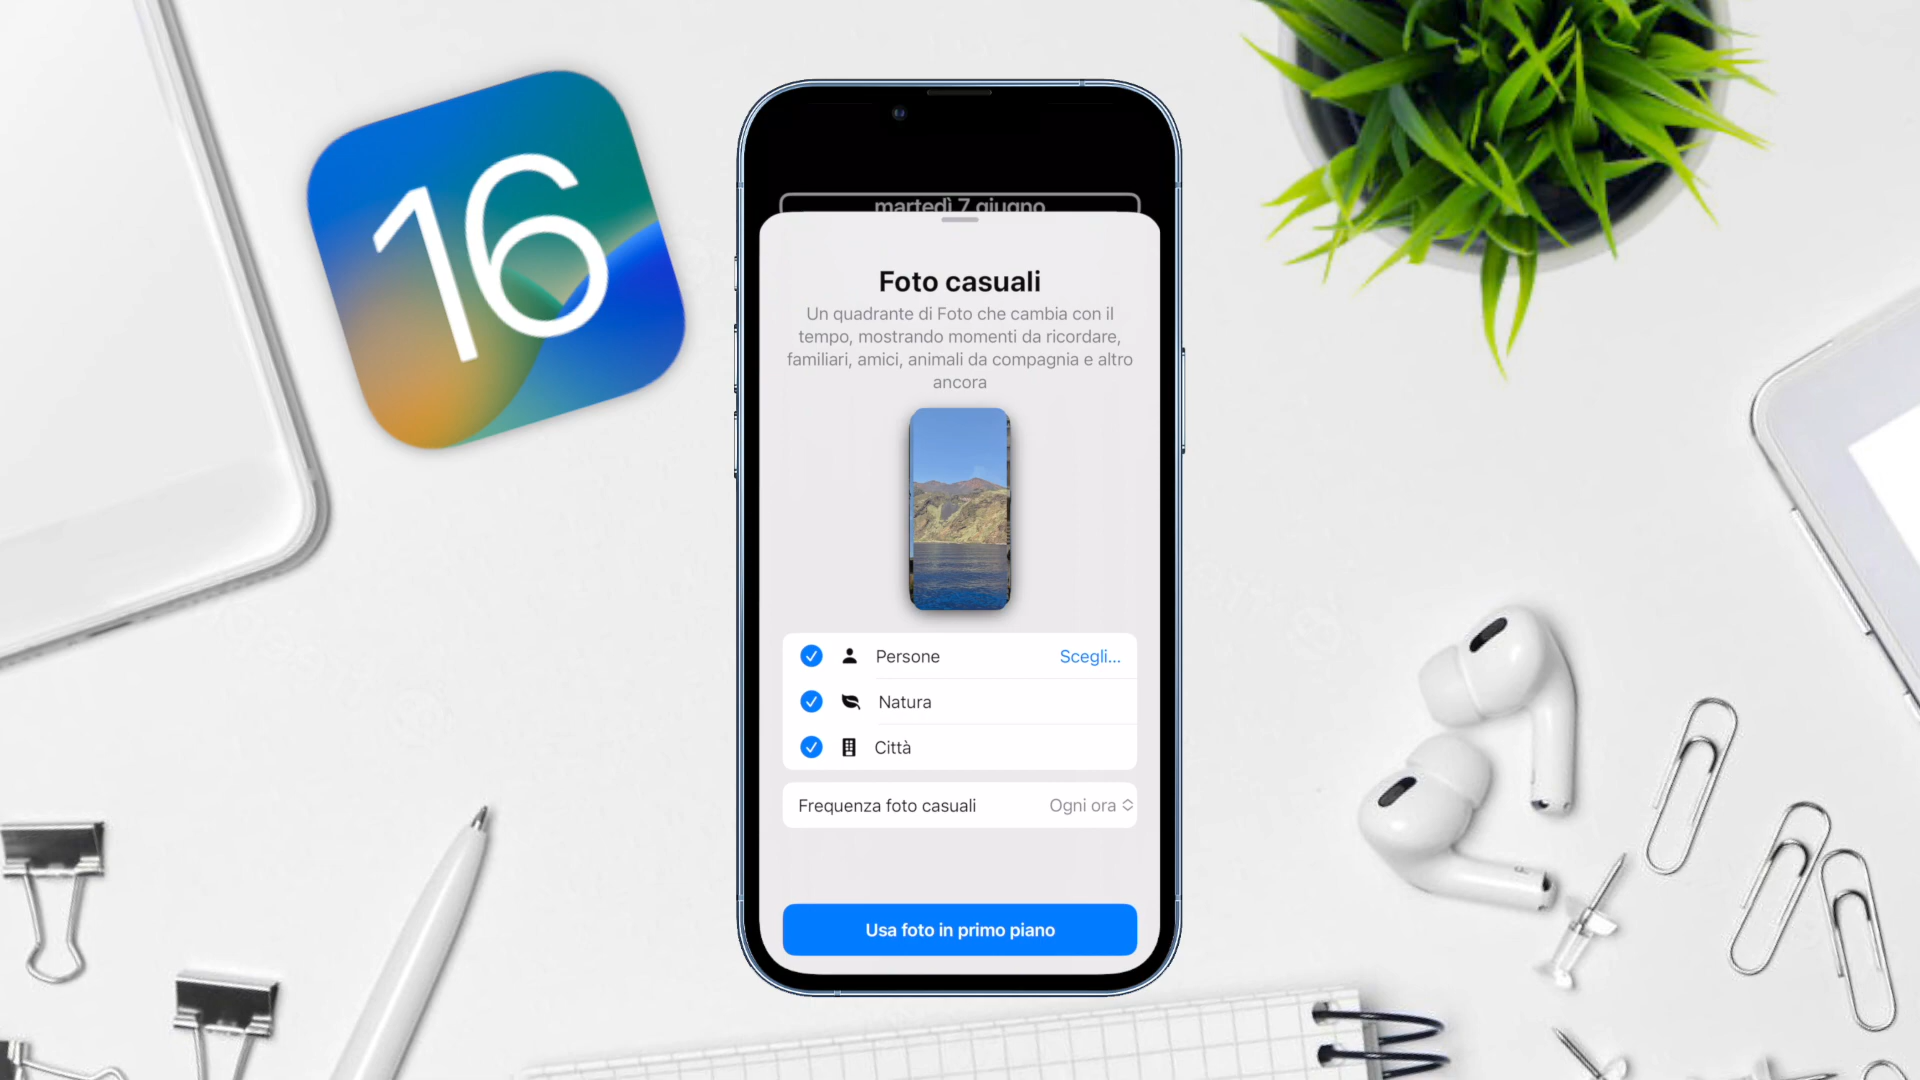 16
martedì 7 giugno
Foto casuali
Un quadrante di Foto che cambia con il
tempo, mostrando momenti da ricordare,
familiari, amici, animali da compagnia e altro
ancora
Persone Scegli...
Natura
Città
Frequenza foto casuali Ogni ora
Usa foto in primo piano